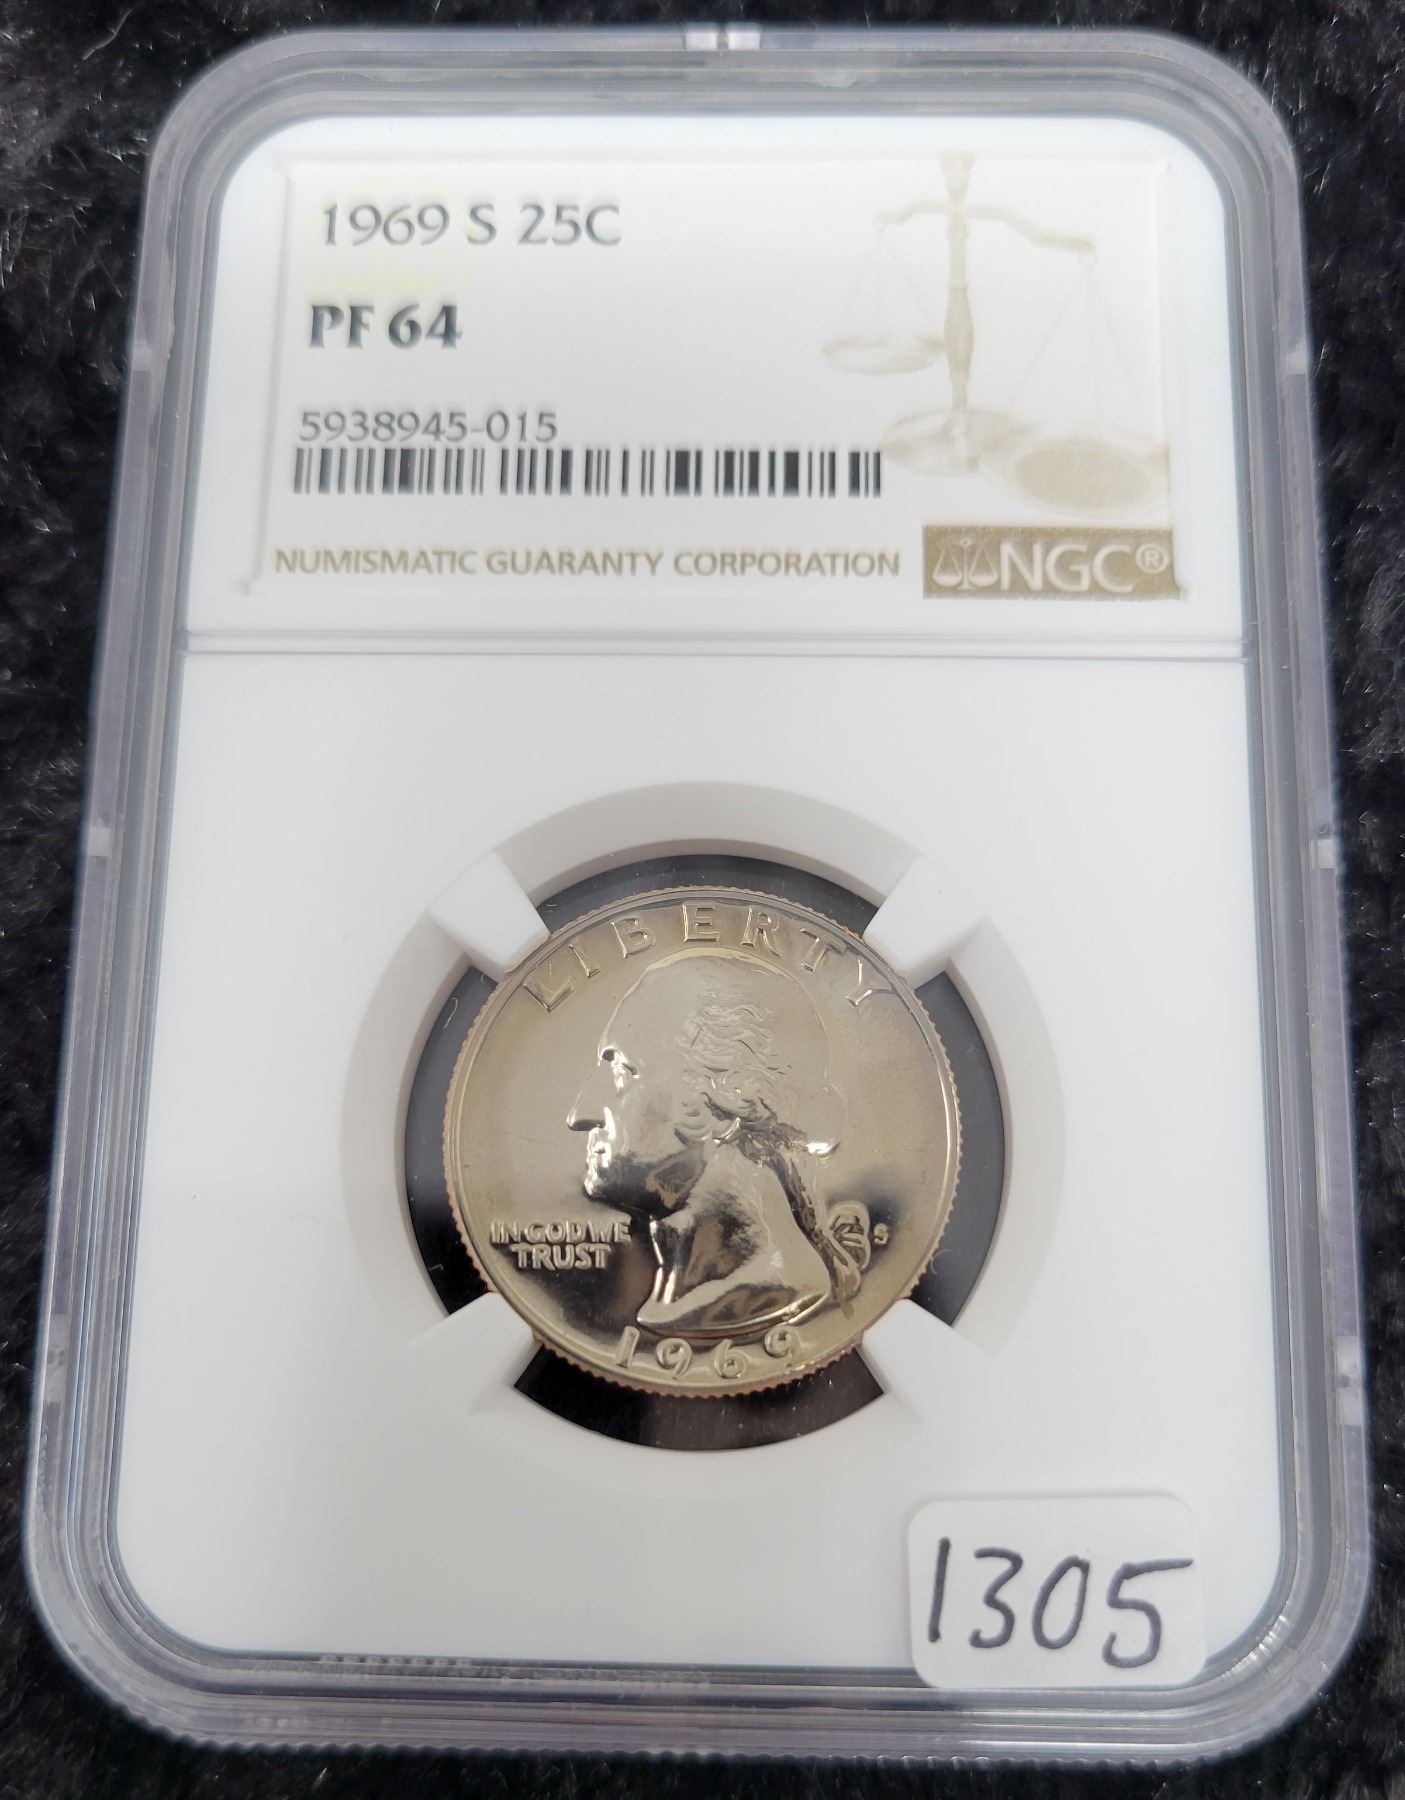 1969 S 25C
PF 64
5938945-015
NUMISMATIC GUARANTY CORPORATION
NGC®
LIBERTY
IN GOD WE
TRUST
S
1969
1305